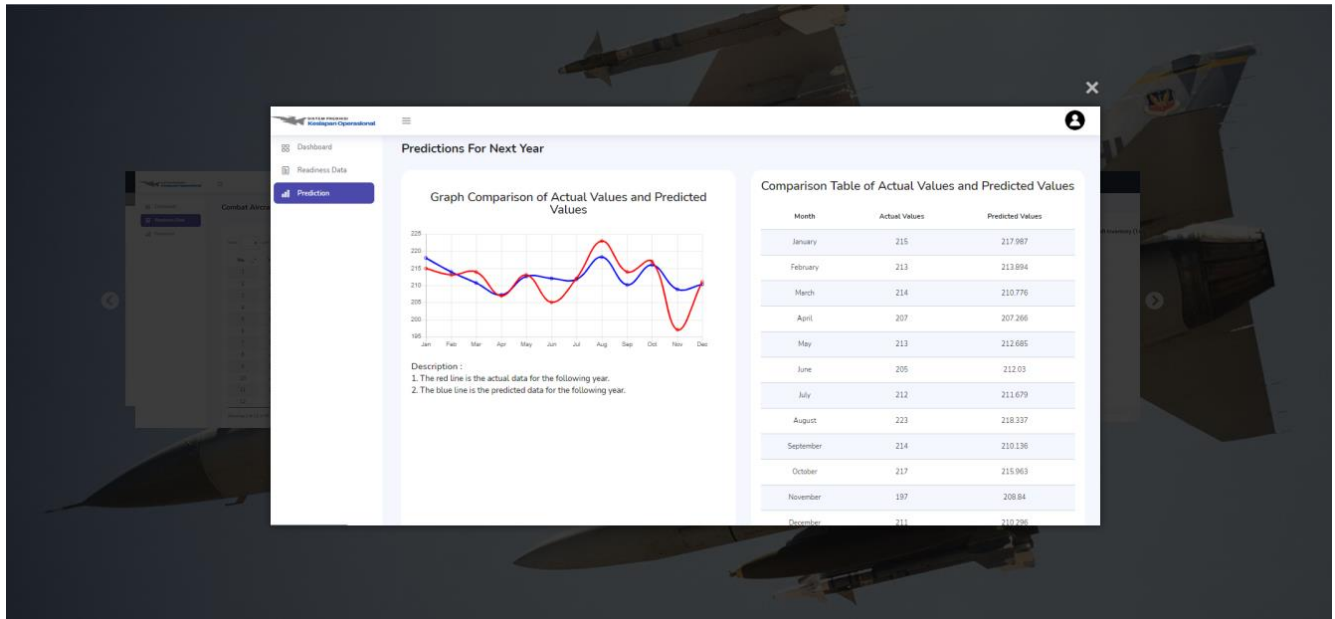 SISTEM PREDIKSI
Kesiapan Operasional
Dashboard
Readiness Data
Prediction
Predictions For Next Year
Graph Comparison of Actual Values and Predicted
Values
225
220
215
210
205
200
195
Jan Feb Mar Apr May Jun Jul Aug Sep Oct Nov Dec
Description :
1. The red line is the actual data for the following year.
2. The blue line is the predicted data for the following year.
Comparison Table of Actual Values and Predicted Values
Month Actual Values Predicted Values
January 215 217.987
February 213 213.894
March 214 210.776
April 207 207.266
May 213 212.685
June 205 212.03
July 212 211.679
August 223 218.337
September 214 210.136
October 217 215.963
November 197 208.84
December 211 210.296
Combat Aircra